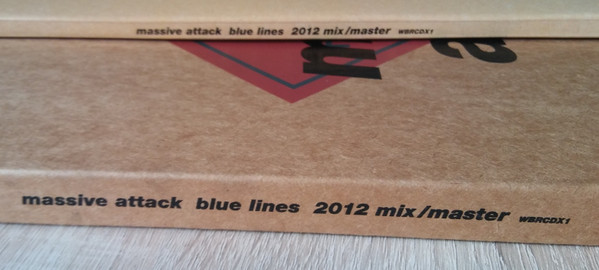 massive attack blue lines 2012 mix/master WBRCDX1
m
a
massive attack blue lines 2012 mix/master WBRCDX1